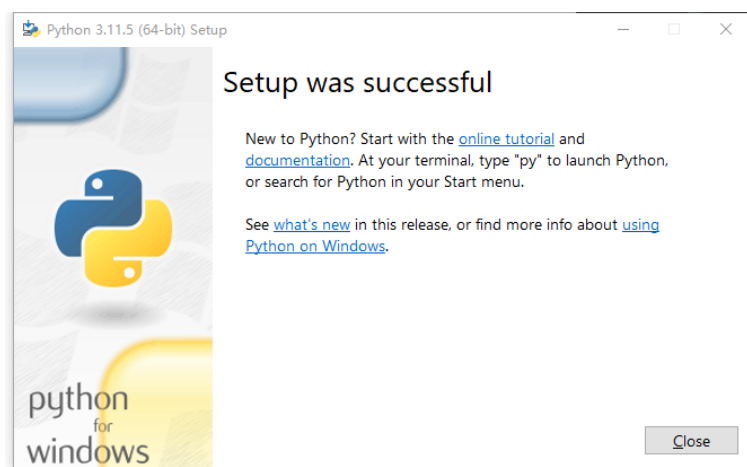 Python 3.11.5 (64-bit) Setup
Setup was successful
New to Python? Start with the online tutorial and
documentation. At your terminal, type "py" to launch Python,
or search for Python in your Start menu.
See what's new in this release, or find more info about using
Python on Windows.
python
for
windows
Close